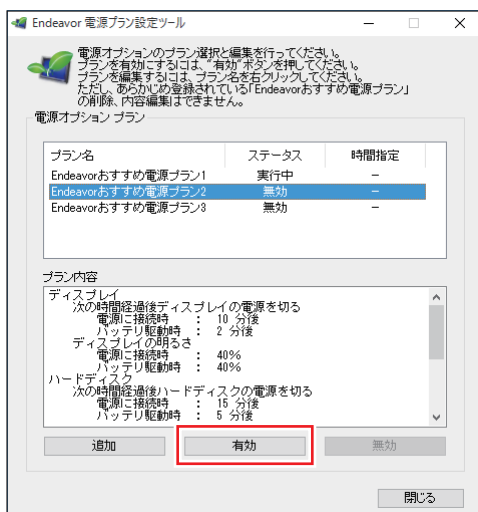 Endeavor 電源プラン設定ツール
電源オプションのプラン選択と編集を行ってください。
プランを有効にするには、"有効"ボタンを押してください。
プランを編集するには、プラン名を右クリックしてください。
ただし、あらかじめ登録されている「Endeavorおすすめ電源プラン」
の削除、内容編集はできません。
電源オプション プラン
プラン名 ステータス 時間指定
Endeavorおすすめ電源プラン1 実行中 −
Endeavorおすすめ電源プラン2 無効 −
Endeavorおすすめ電源プラン3 無効 −
プラン内容
ディスプレイ
次の時間経過後ディスプレイの電源を切る
電源に接続時 : 10 分後
バッテリ駆動時 : 2 分後
ディスプレイの明るさ
電源に接続時 : 40%
バッテリ駆動時 : 40%
ハードディスク
次の時間経過後ハードディスクの電源を切る
電源に接続時 : 15 分後
バッテリ駆動時 : 5 分後
追加 有効 無効
閉じる